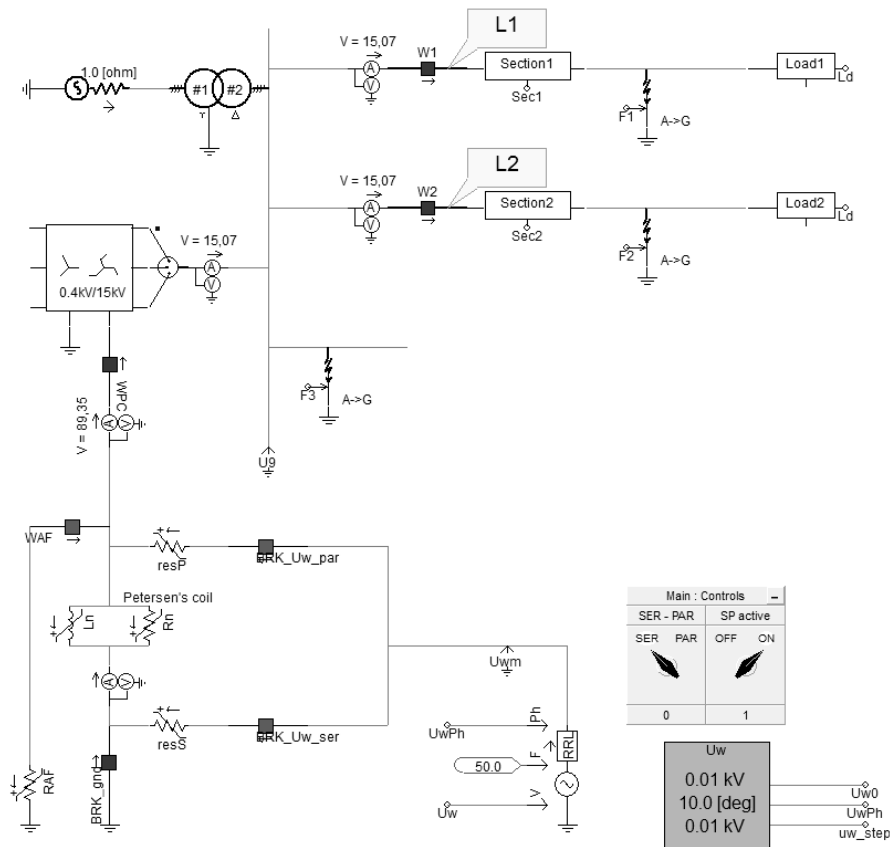 L1
V = 15,07
W1
1.0 [ohm]
A
V
Section1
Load1
Ld
S
#1
#2
Sec1
F1
A->G
L2
V = 15,07
W2
A
V
Section2
Load2
Ld
V = 15,07
Sec2
A
V
F2
A->G
0.4kV/15kV
WPC
F3
A->G
V = 89,35
A
V
U9
WAF
resP
BRK_Uw_par
Petersen's coil
Main : Controls
SER - PAR
SP active
Ln
Rn
SER
PAR
OFF
ON
Uwm
A
V
0
1
resS
BRK_Uw_ser
UwPh
Ph
RRL
50.0
F
Uw
V
RAF
BRK_gnd
Uw
0.01 kV
10.0 [deg]
0.01 kV
Uw0
UwPh
uw_step